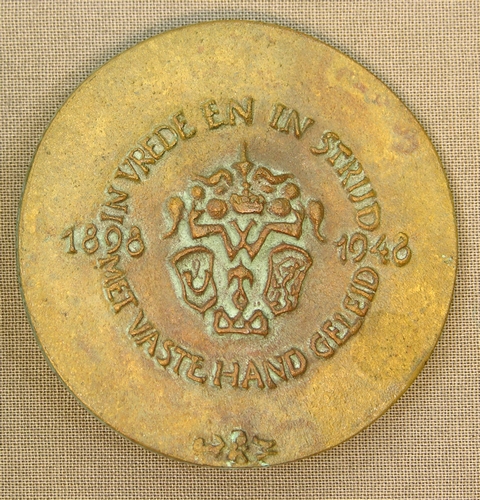 IN VREDE EN IN STRIJD
1898
1948
MET VASTE HAND GELEID
W